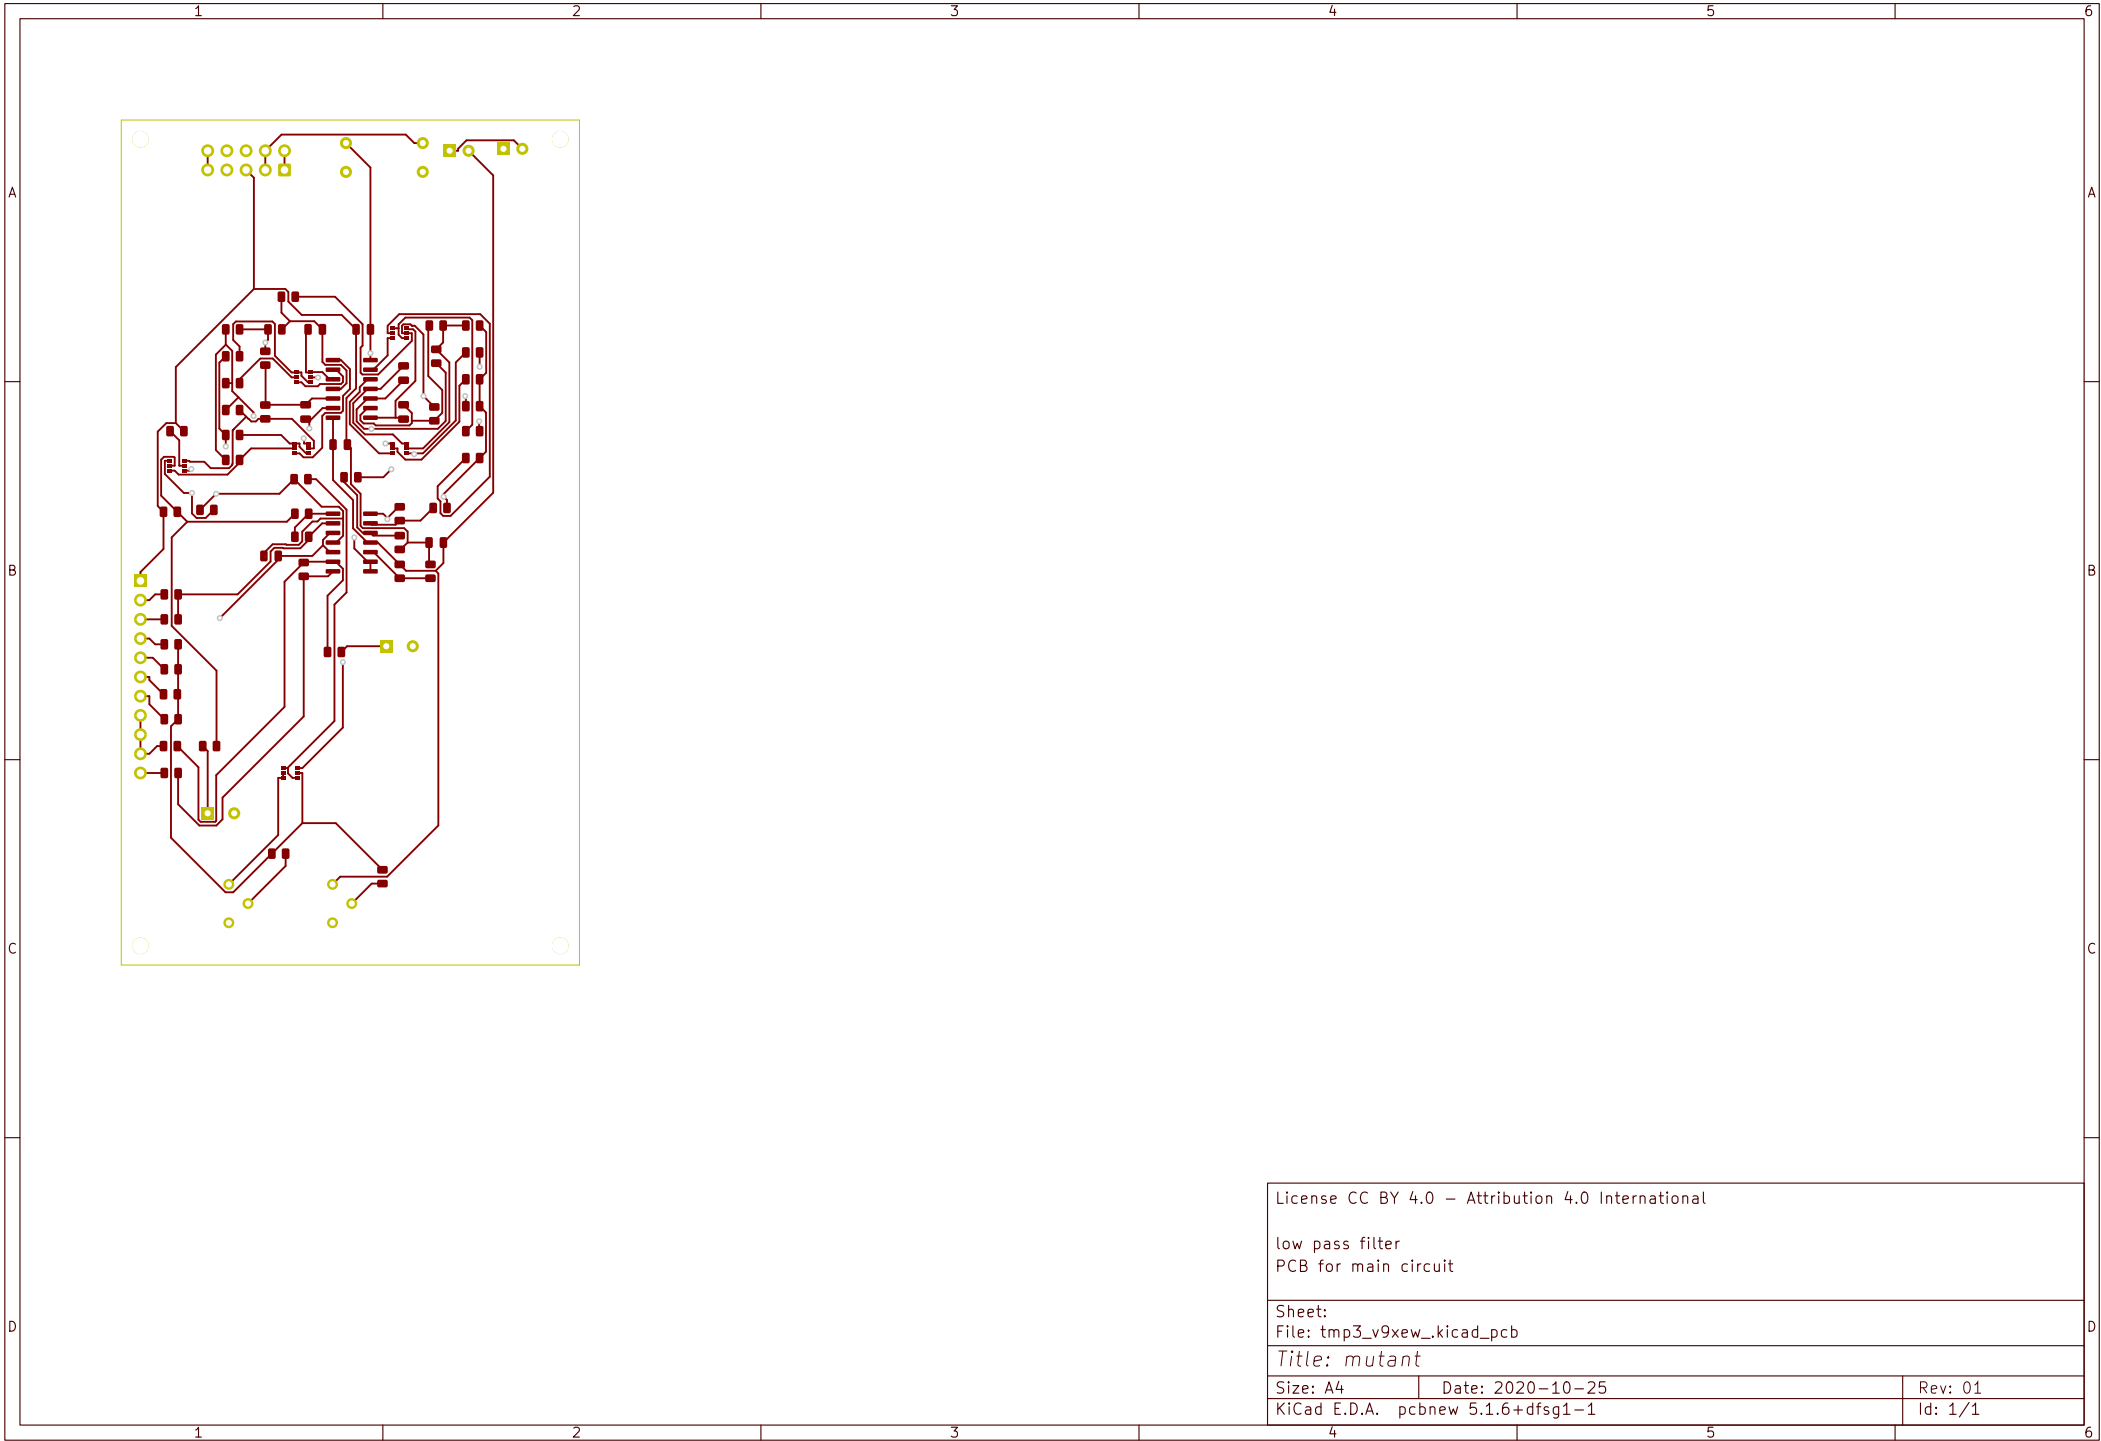 1 2 3 4 5 6
A A
B B
C C
D D
License CC BY 4.0 – Attribution 4.0 International
low pass filter
PCB for main circuit
Sheet:
File: tmp3_v9xew_.kicad_pcb
Title: mutant
Size: A4 Date: 2020-10-25 Rev: 01
KiCad E.D.A. pcbnew 5.1.6+dfsg1-1 Id: 1/1
1 2 3 4 5 6